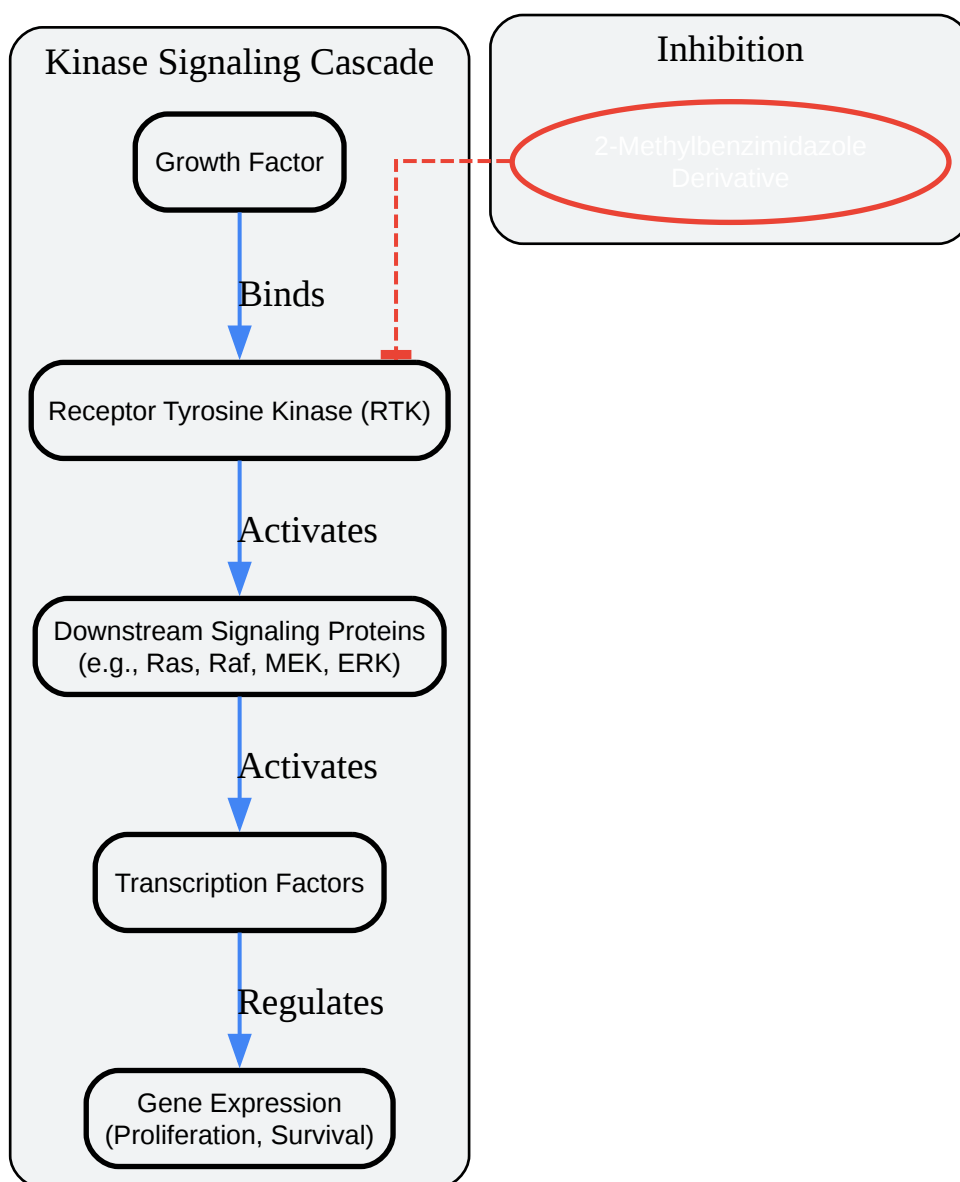 Kinase Signaling Cascade
Growth Factor
Binds
Receptor Tyrosine Kinase (RTK)
Activates
Downstream Signaling Proteins
(e.g., Ras, Raf, MEK, ERK)
Activates
Transcription Factors
Regulates
Gene Expression
(Proliferation, Survival)
Inhibition
2-Methylbenzimidazole
Derivative